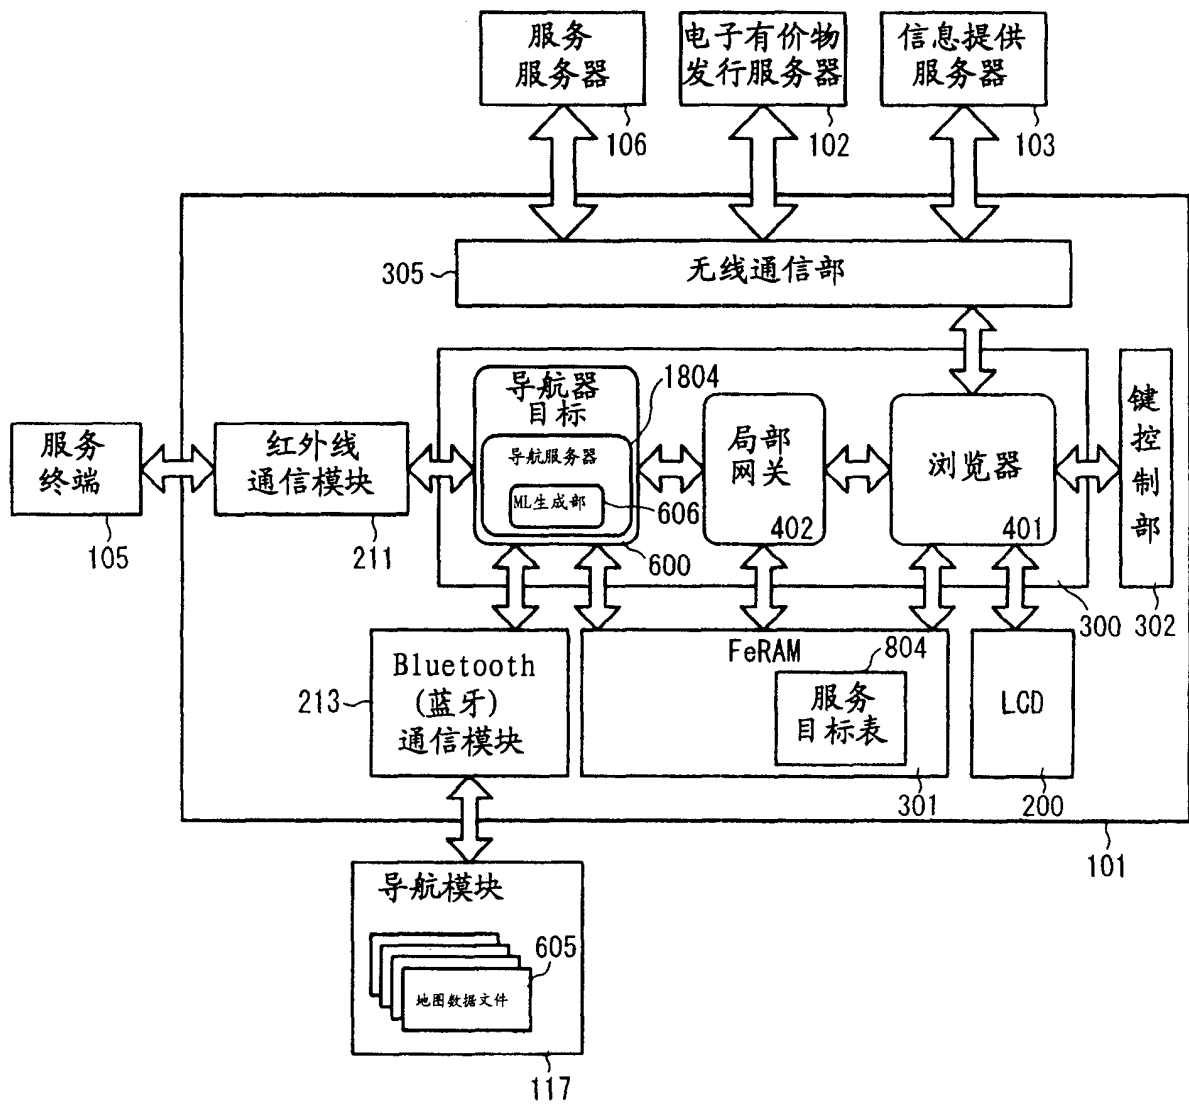 服务
服务器
106
电子有价物
发行服务器
102
信息提供
服务器
103
305
无线通信部
导航器
目标
1804
导航服务器
ML生成部
606
600
局部
网关
402
浏览器
401
键控制部
302
300
服务
终端
105
红外线
通信模块
211
Bluetooth
(蓝牙)
通信模块
213
FeRAM
804
服务
目标表
301
LCD
200
101
导航模块
605
地图数据文件
117